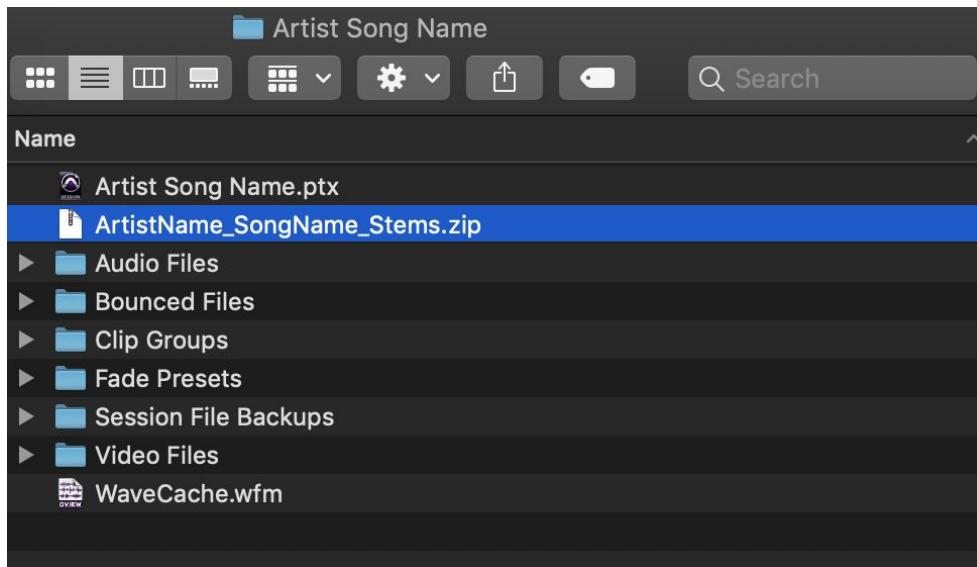 Artist Song Name
Search
Name
Artist Song Name.ptx
ArtistName_SongName_Stems.zip
Audio Files
Bounced Files
Clip Groups
Fade Presets
Session File Backups
Video Files
WaveCache.wfm